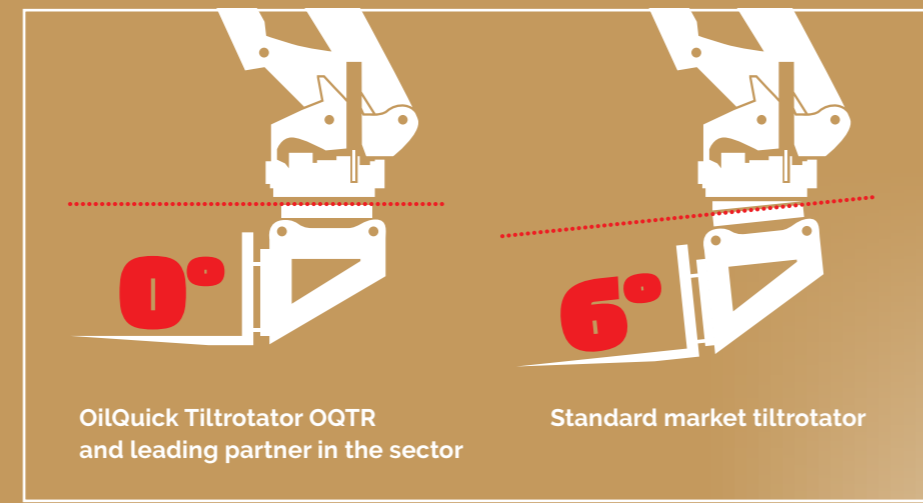 0°
6°
OilQuick Tiltrotator OQTR
and leading partner in the sector
Standard market tiltrotator